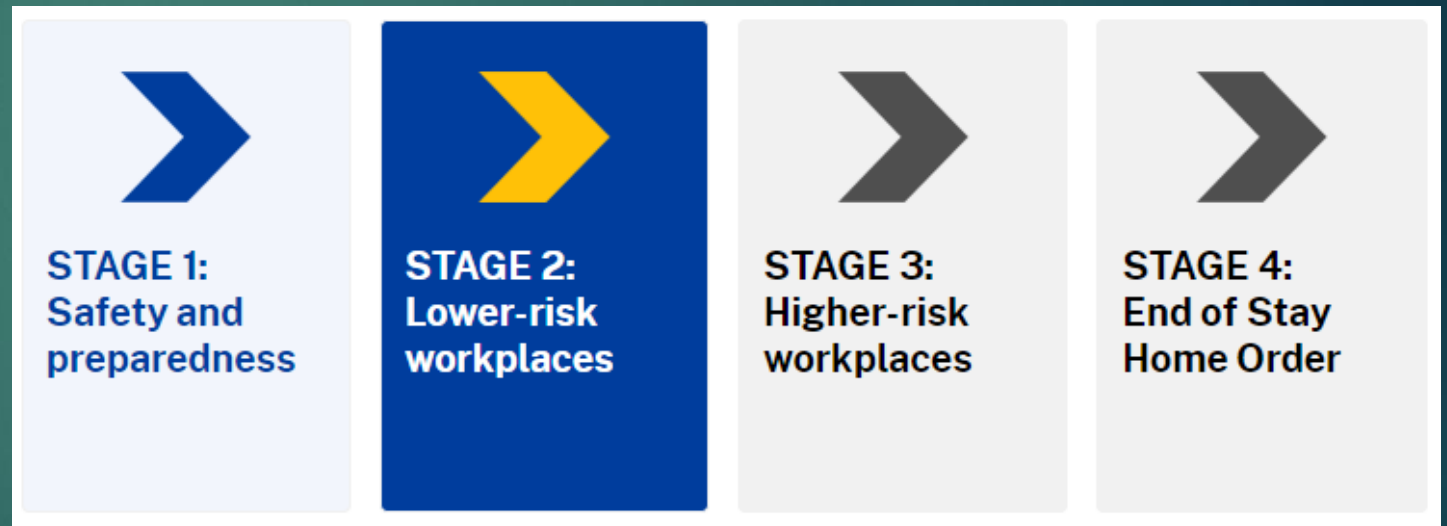 STAGE 1:
Safety and
preparedness
STAGE 2:
Lower-risk
workplaces
STAGE 3:
Higher-risk
workplaces
STAGE 4:
End of Stay
Home Order